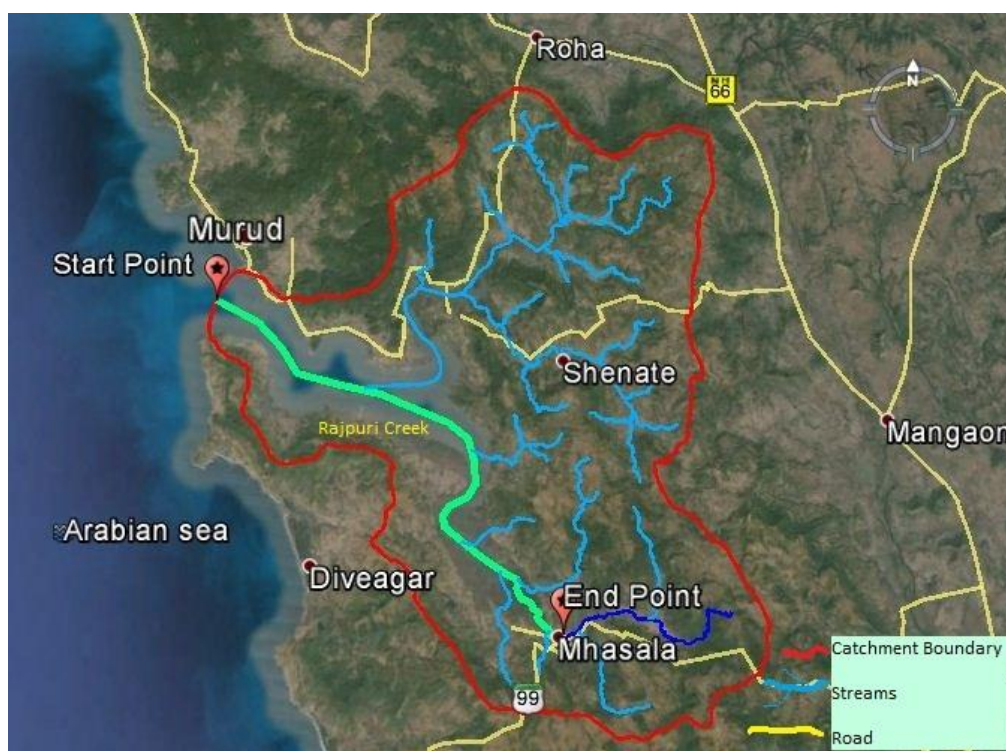 Roha
66
N
Murud
Start Point
Shenate
Rajpuri Creek
Mangaon
Arabian sea
Diveagar
End Point
Mhasala
99
Catchment Boundary
Streams
Road